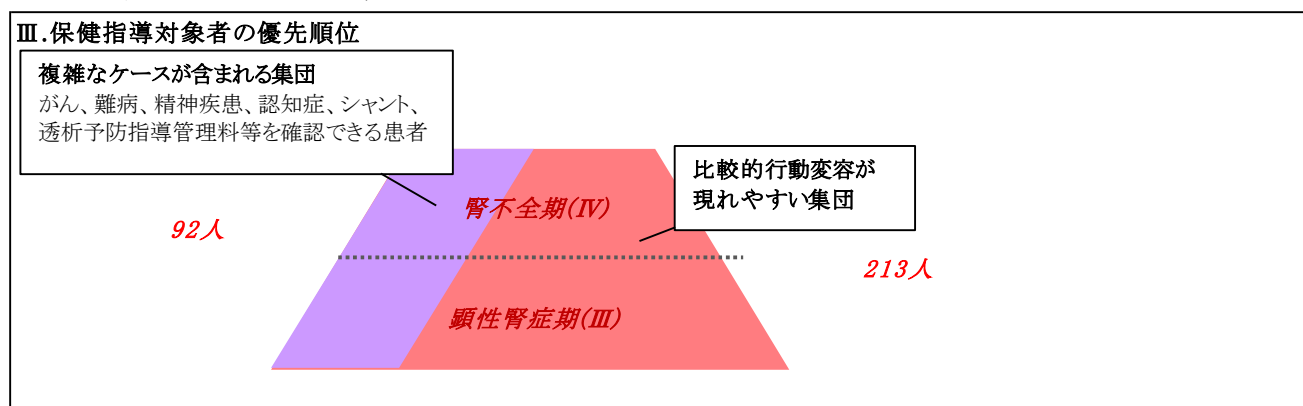 Ⅲ.保健指導対象者の優先順位
複雑なケースが含まれる集団
がん、難病、精神疾患、認知症、シャント、
透析予防指導管理料等を確認できる患者
比較的行動変容が
現れやすい集団
腎不全期(Ⅳ)
92人
213人
顕性腎症期(Ⅲ)